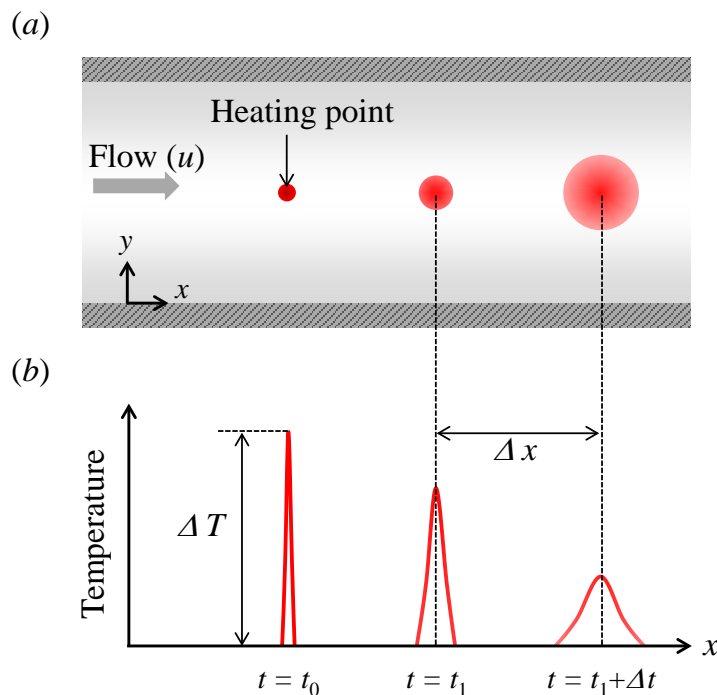 (a)
Heating point
Flow (u)
y
x
(b)
Δ x
Δ T
Temperature
x
t = t₀
t = t₁
t = t₁+Δt